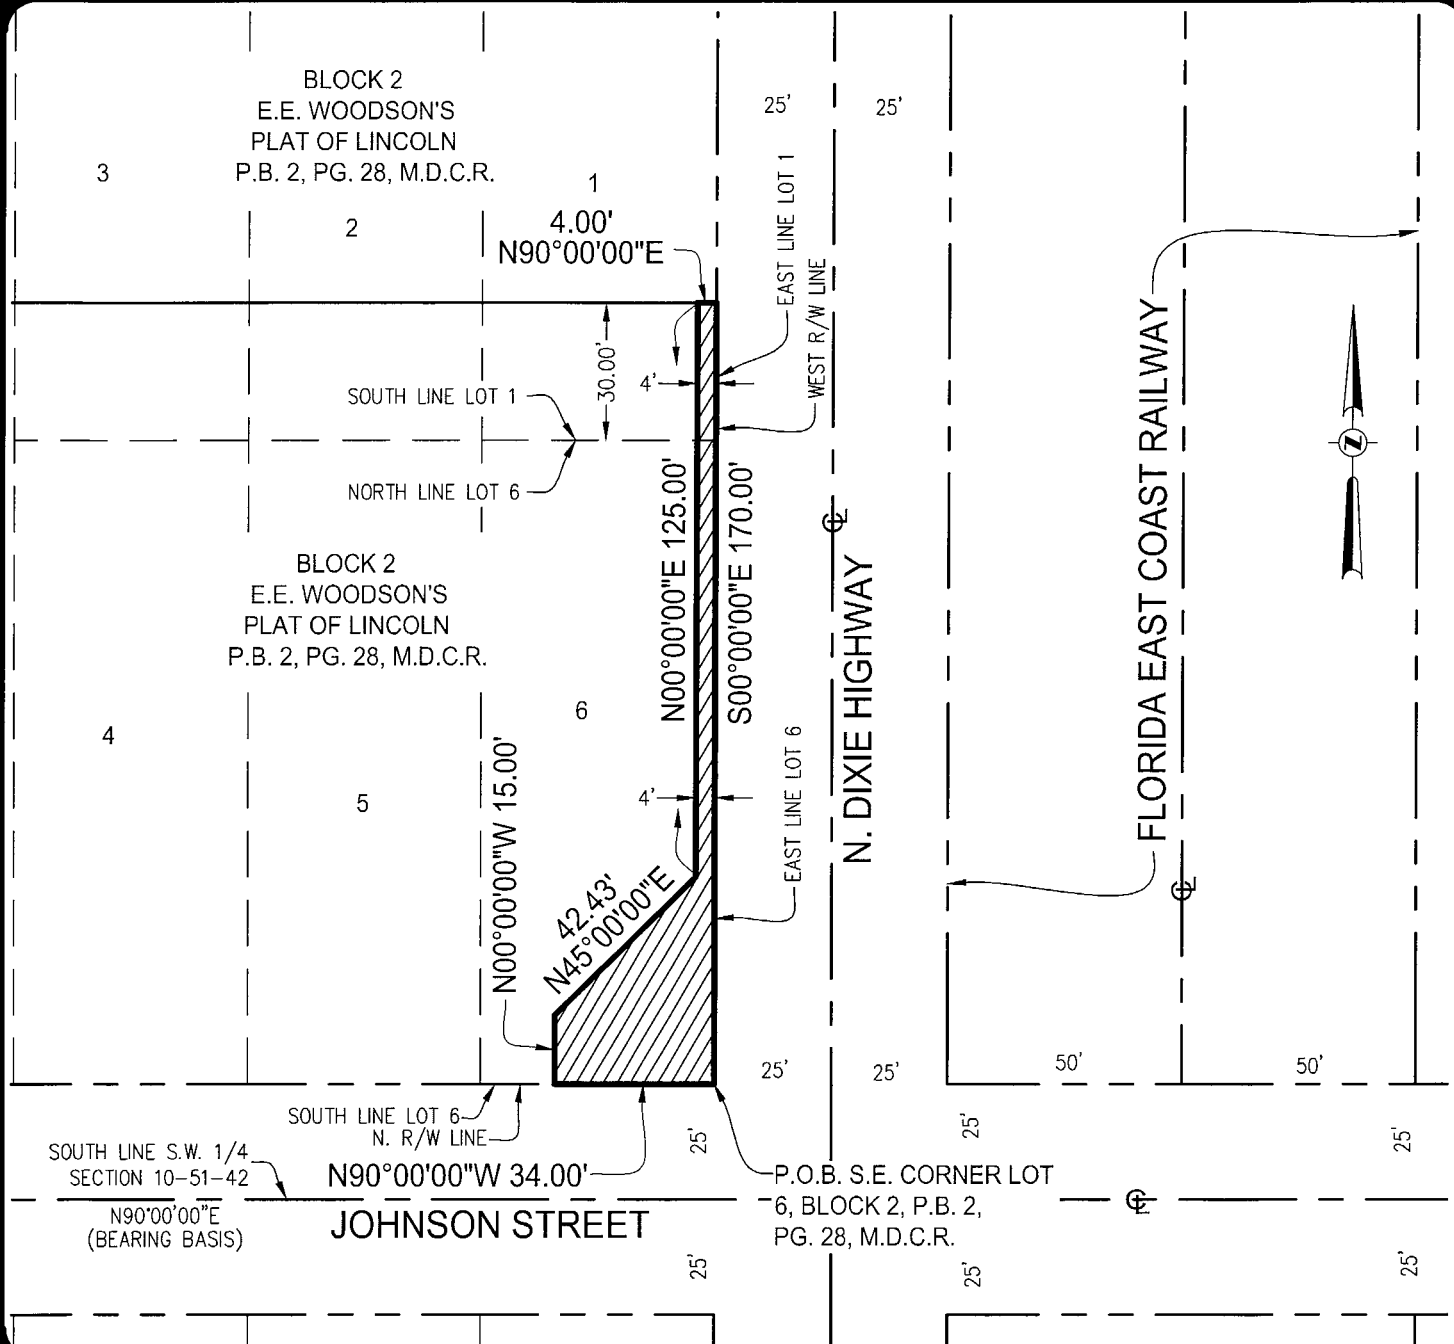 BLOCK 2
E.E. WOODSON'S
PLAT OF LINCOLN
P.B. 2, PG. 28, M.D.C.R.
3
2
1
4.00'
N90°00'00"E
25'
25'
EAST LINE LOT 1
WEST R/W LINE
30.00'
4'
SOUTH LINE LOT 1
NORTH LINE LOT 6
N00°00'00"E 125.00'
S00°00'00"E 170.00'
BLOCK 2
E.E. WOODSON'S
PLAT OF LINCOLN
P.B. 2, PG. 28, M.D.C.R.
4
5
6
N00°00'00"W 15.00'
42.43'
N45°00'00"E
4'
EAST LINE LOT 6
N. DIXIE HIGHWAY
CL
FLORIDA EAST COAST RAILWAY
CL
Z
25'
25'
50'
50'
SOUTH LINE LOT 6
N. R/W LINE
SOUTH LINE S.W. 1/4
SECTION 10-51-42
N90°00'00"W 34.00'
25'
25'
25'
P.O.B. S.E. CORNER LOT
6, BLOCK 2, P.B. 2,
PG. 28, M.D.C.R.
N90°00'00"E
(BEARING BASIS)
JOHNSON STREET
CL
25'
25'
25'